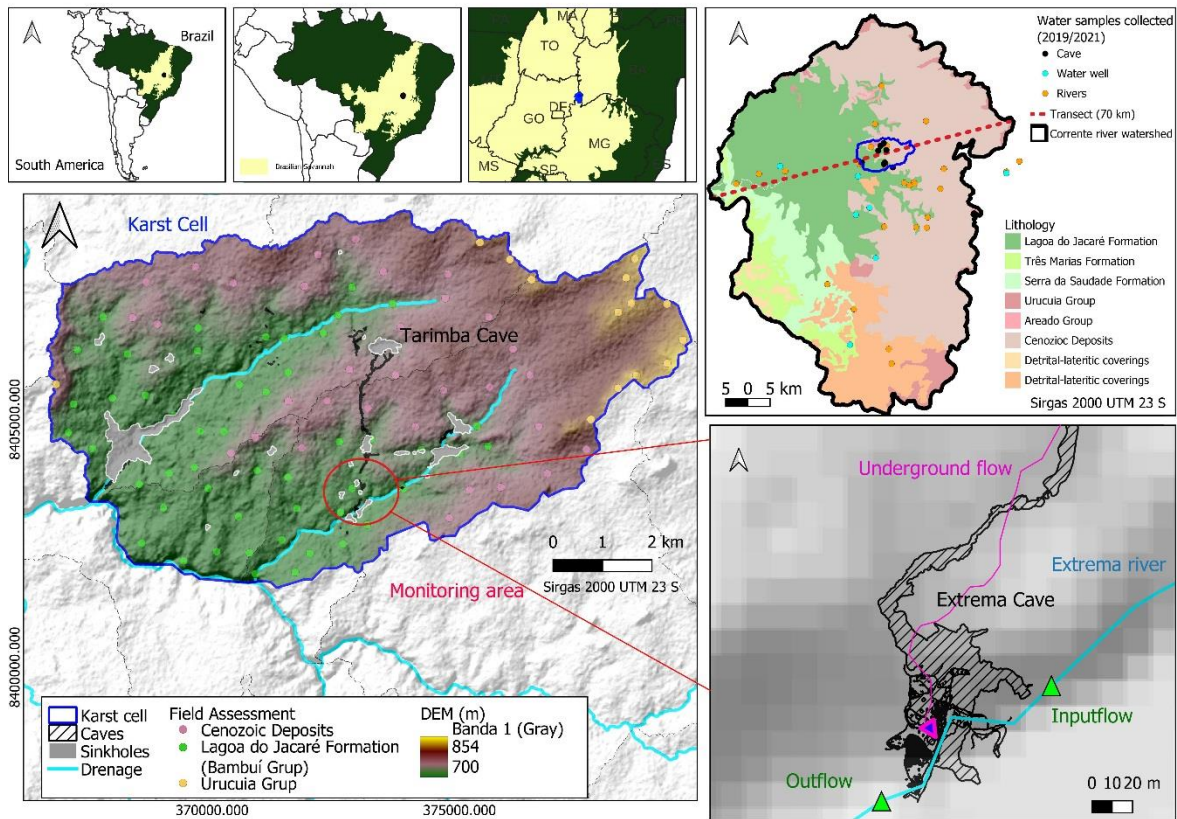 Brazil
South America
Brazilian Savannah
MA
TO
DF
GO
MG
MS
SP
Water samples collected
(2019/2021)
Cave
Water well
Rivers
Transect (70 km)
Corrente river watershed
Lithology
Lagoa do Jacaré Formation
Três Marias Formation
Serra da Saudade Formation
Urucuia Group
Areado Group
Cenozioc Deposits
Detrital-lateritic coverings
Detrital-lateritic coverings
5 0 5 km
Sirgas 2000 UTM 23 S
Karst Cell
Tarimba Cave
0 1 2 km
Sirgas 2000 UTM 23 S
Monitoring area
8405000.000
8400000.000
370000.000
375000.000
Karst cell
Caves
Sinkholes
Drenage
Field Assessment
Cenozoic Deposits
Lagoa do Jacaré Formation
(Bambuí Grup)
Urucuia Grup
DEM (m)
Banda 1 (Gray)
854
700
Underground flow
Extrema river
Extrema Cave
Inputflow
Outflow
0 1020 m